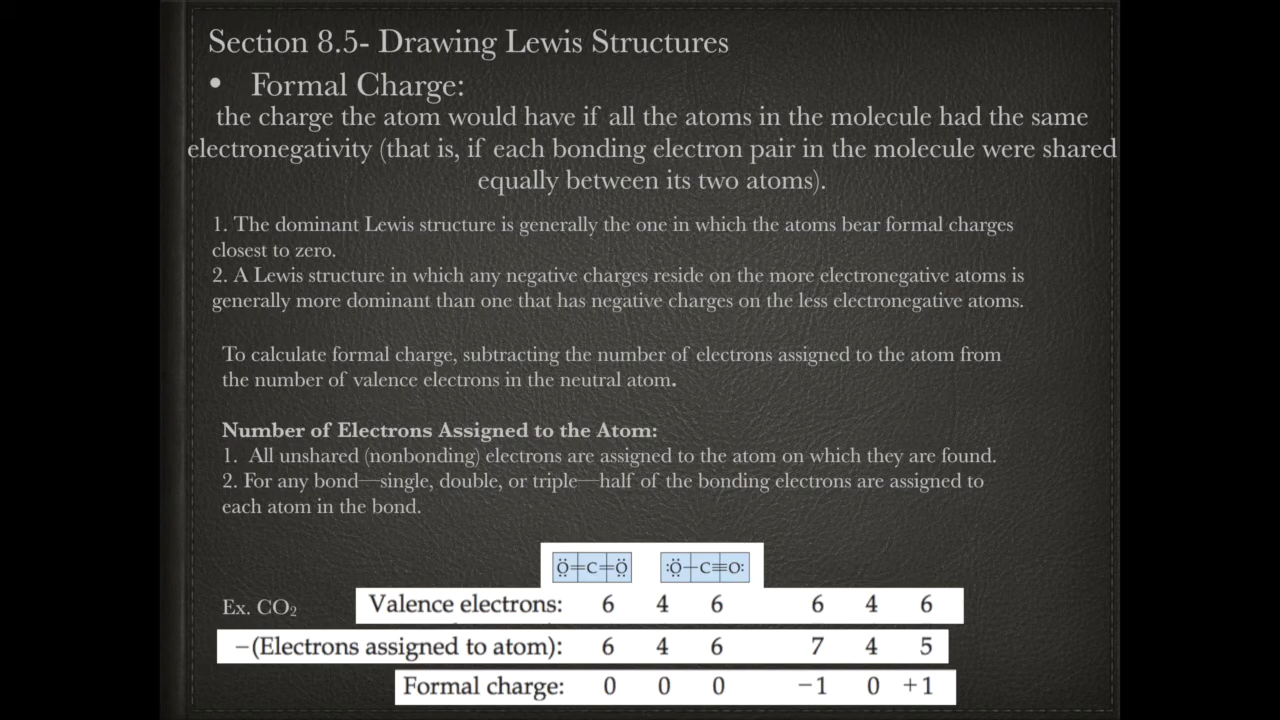 Section 8.5- Drawing Lewis Structures
• Formal Charge:
the charge the atom would have if all the atoms in the molecule had the same
electronegativity (that is, if each bonding electron pair in the molecule were shared
equally between its two atoms).
1. The dominant Lewis structure is generally the one in which the atoms bear formal charges
closest to zero.
2. A Lewis structure in which any negative charges reside on the more electronegative atoms is
generally more dominant than one that has negative charges on the less electronegative atoms.
To calculate formal charge, subtracting the number of electrons assigned to the atom from
the number of valence electrons in the neutral atom.
Number of Electrons Assigned to the Atom:
1. All unshared (nonbonding) electrons are assigned to the atom on which they are found.
2. For any bond—single, double, or triple—half of the bonding electrons are assigned to
each atom in the bond.
Ö=C=Ö :Ö−C≡O:
Ex. CO₂ Valence electrons: 6 4 6 6 4 6
−(Electrons assigned to atom): 6 4 6 7 4 5
Formal charge: 0 0 0 −1 0 +1